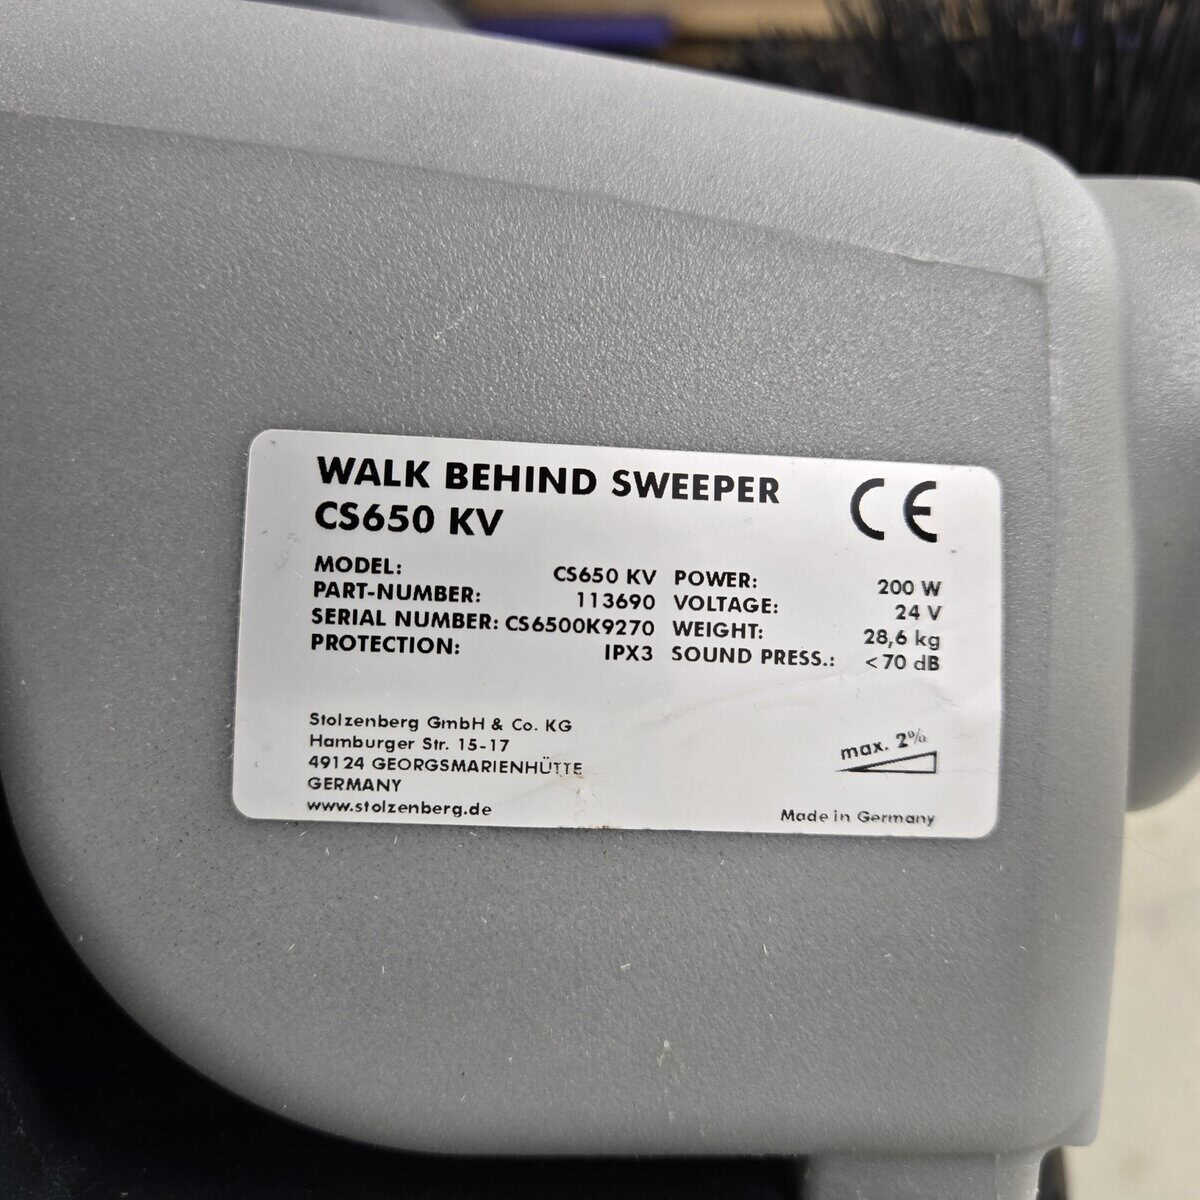 WALK BEHIND SWEEPER
CS650 KV
CE
MODEL: CS650 KV
PART-NUMBER: 113690
SERIAL NUMBER: CS6500K9270
PROTECTION: IPX3
POWER: 200 W
VOLTAGE: 24 V
WEIGHT: 28,6 kg
SOUND PRESS.: <70 dB
Stolzenberg GmbH & Co. KG
Hamburger Str. 15-17
49124 GEORGSMARIENHÜTTE
GERMANY
www.stolzenberg.de
max. 2%
Made in Germany